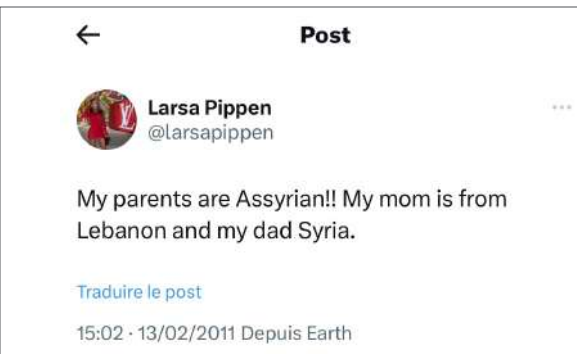 Post
Larsa Pippen
@larsapippen
My parents are Assyrian!! My mom is from
Lebanon and my dad Syria.
Traduire le post
15:02 · 13/02/2011 Depuis Earth